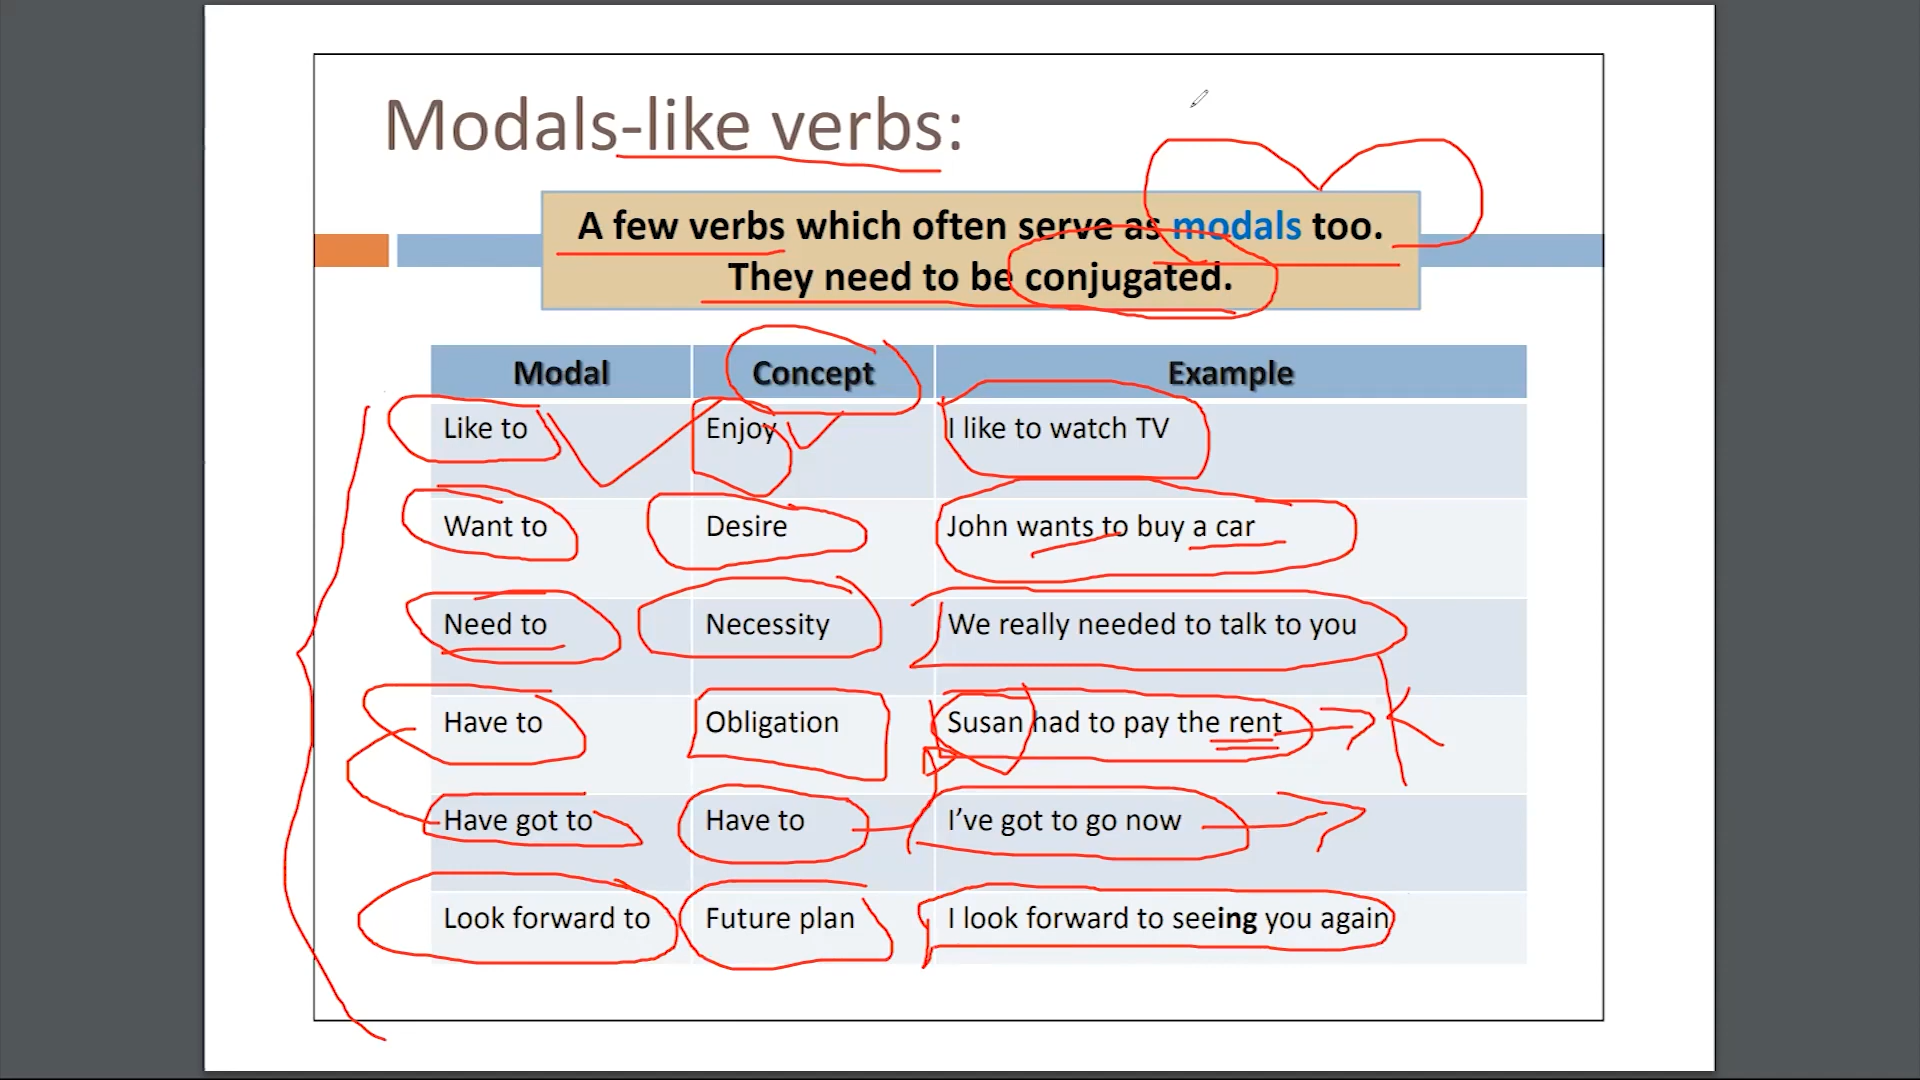 Modals-like verbs:
A few verbs which often serve as modals too.
They need to be conjugated.
Modal Concept Example
Like to Enjoy I like to watch TV
Want to Desire John wants to buy a car
Need to Necessity We really needed to talk to you
Have to Obligation Susan had to pay the rent
Have got to Have to I’ve got to go now
Look forward to Future plan I look forward to seeing you again